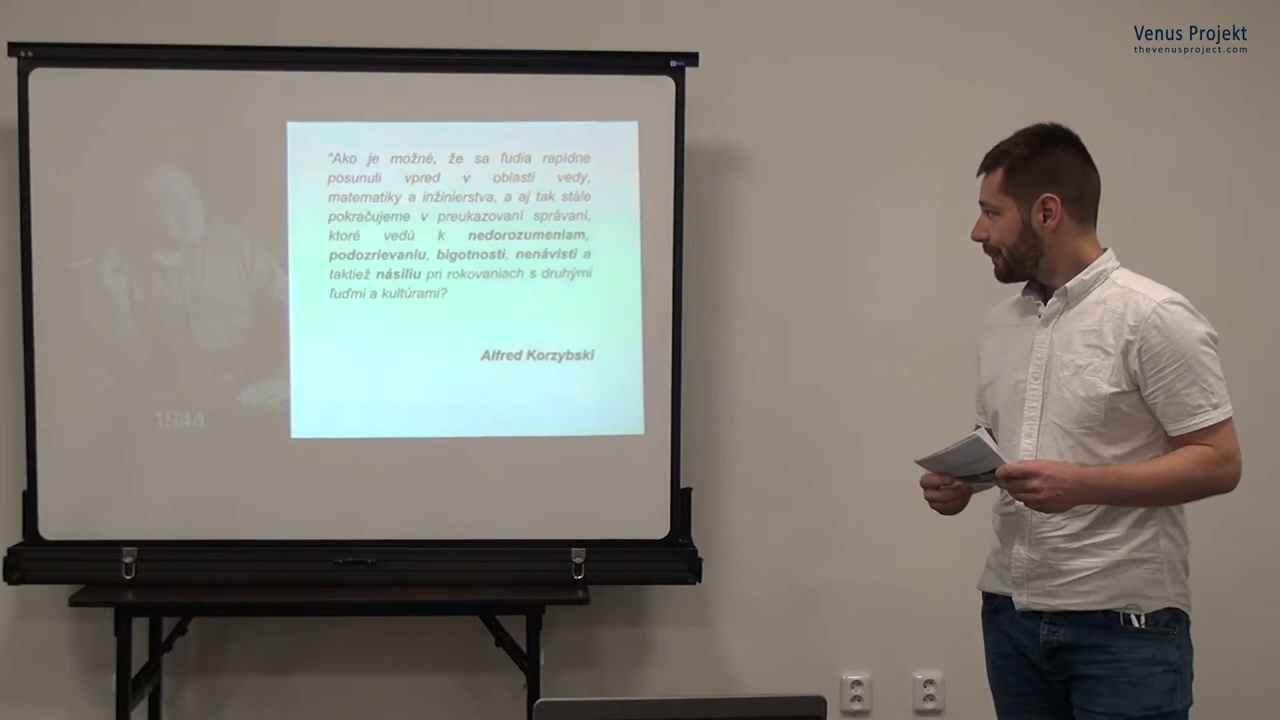 Venus Projekt
thevenusproject.com
"Ako je možné, že sa ľudia rapídne
posunuli vpred v oblasti vedy,
matematiky a inžinierstva, a aj tak stále
pokračujeme v preukazovaní správaní,
ktoré vedú k nedorozumeniam,
podozrievaniu, bigotnosti, nenávisti a
taktiež násiliu pri rokovaniach s druhými
ľuďmi a kultúrami?
Alfred Korzybski
1944